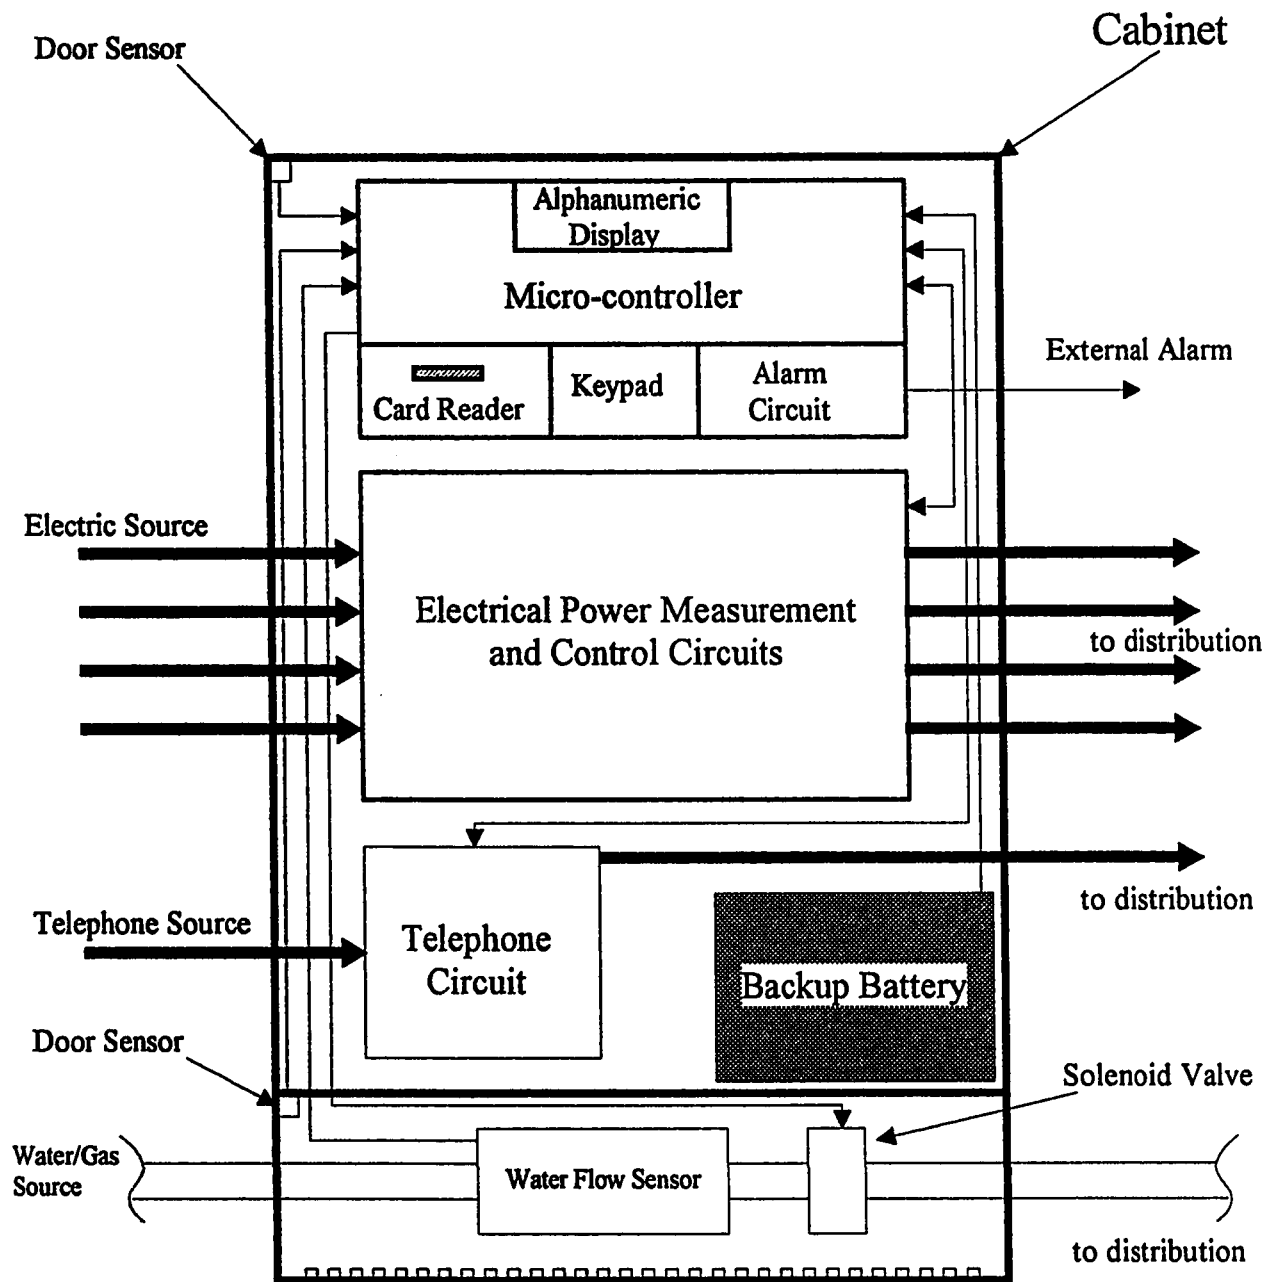 Door Sensor
Cabinet
Alphanumeric
Display
Micro-controller
External Alarm
Card Reader
Keypad
Alarm
Circuit
Electric Source
Electrical Power Measurement
and Control Circuits
to distribution
Telephone Source
Telephone
Circuit
to distribution
Backup Battery
Door Sensor
Solenoid Valve
Water/Gas
Source
Water Flow Sensor
to distribution